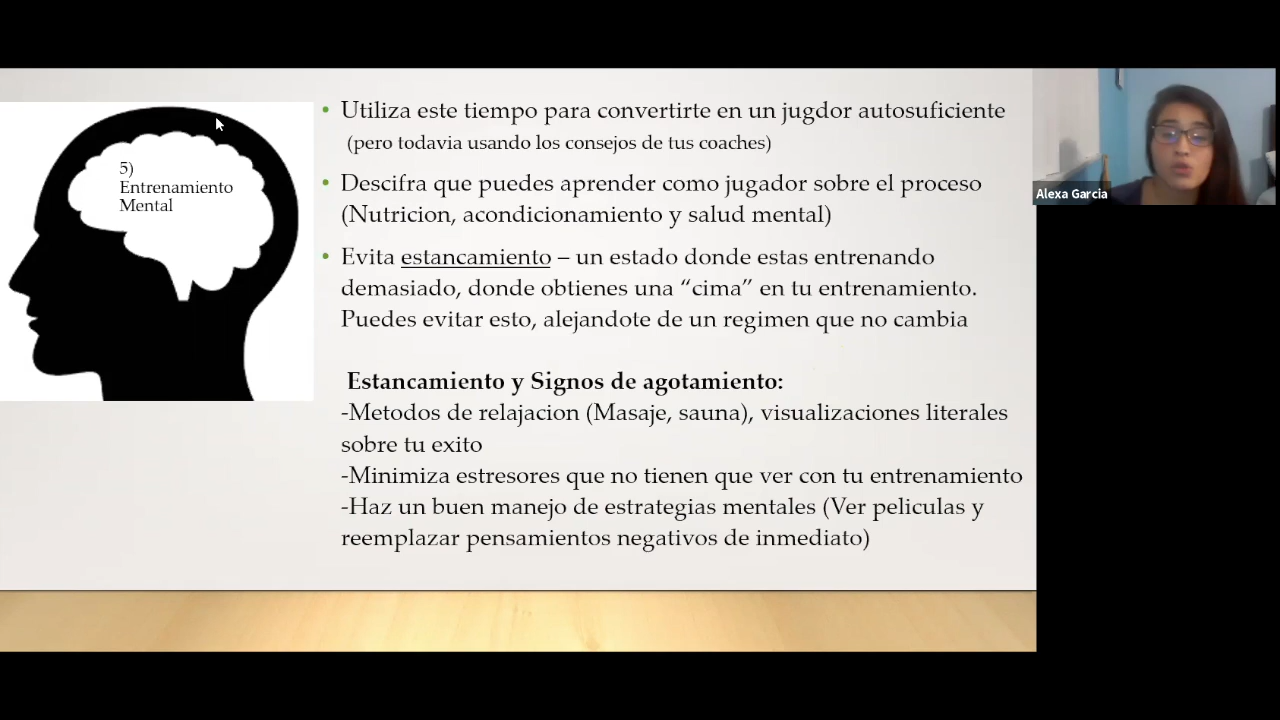 5)
Entrenamiento
Mental
• Utiliza este tiempo para convertirte en un jugdor autosuficiente
(pero todavia usando los consejos de tus coaches)
• Descifra que puedes aprender como jugador sobre el proceso
(Nutricion, acondicionamiento y salud mental)
• Evita estancamiento – un estado donde estas entrenando
demasiado, donde obtienes una “cima” en tu entrenamiento.
Puedes evitar esto, alejandote de un regimen que no cambia
Estancamiento y Signos de agotamiento:
-Metodos de relajacion (Masaje, sauna), visualizaciones literales
sobre tu exito
-Minimiza estresores que no tienen que ver con tu entrenamiento
-Haz un buen manejo de estrategias mentales (Ver peliculas y
reemplazar pensamientos negativos de inmediato)
Alexa Garcia